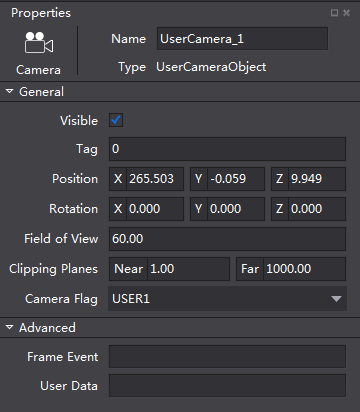 Properties
Name UserCamera_1
Camera
Type UserCameraObject
General
Visible
Tag 0
Position X 265.503 Y -0.059 Z 9.949
Rotation X 0.000 Y 0.000 Z 0.000
Field of View 60.00
Clipping Planes Near 1.00 Far 1000.00
Camera Flag USER1
Advanced
Frame Event
User Data